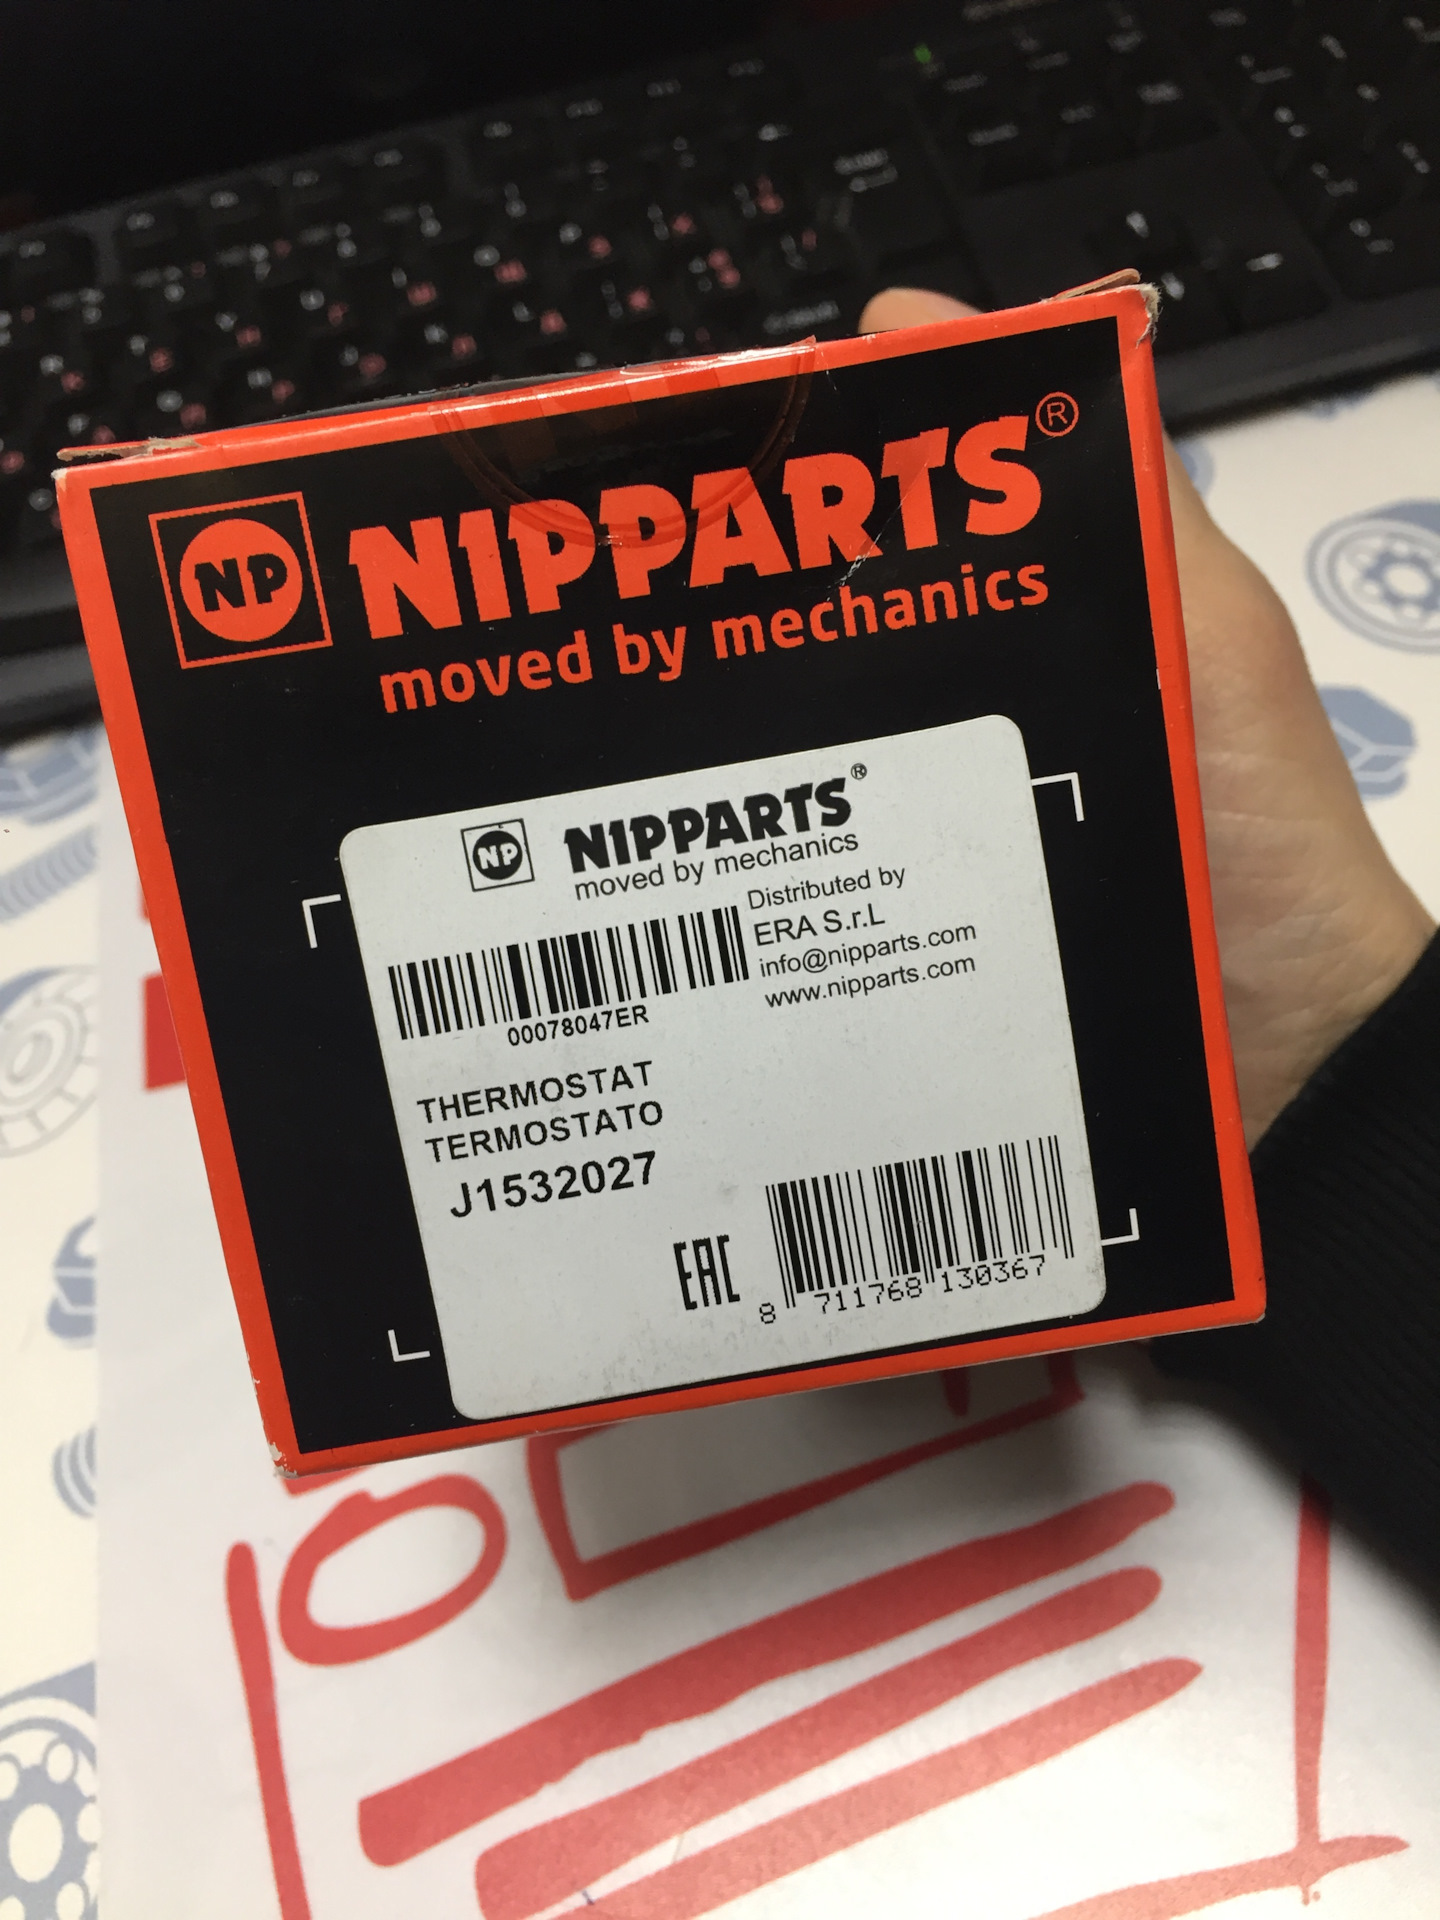 NP NIPPARTS®
moved by mechanics
NP NIPPARTS®
moved by mechanics
Distributed by
ERA S.r.L
info@nipparts.com
www.nipparts.com
00078047ER
THERMOSTAT
TERMOSTATO
J1532027
EAC
8 711768 130367